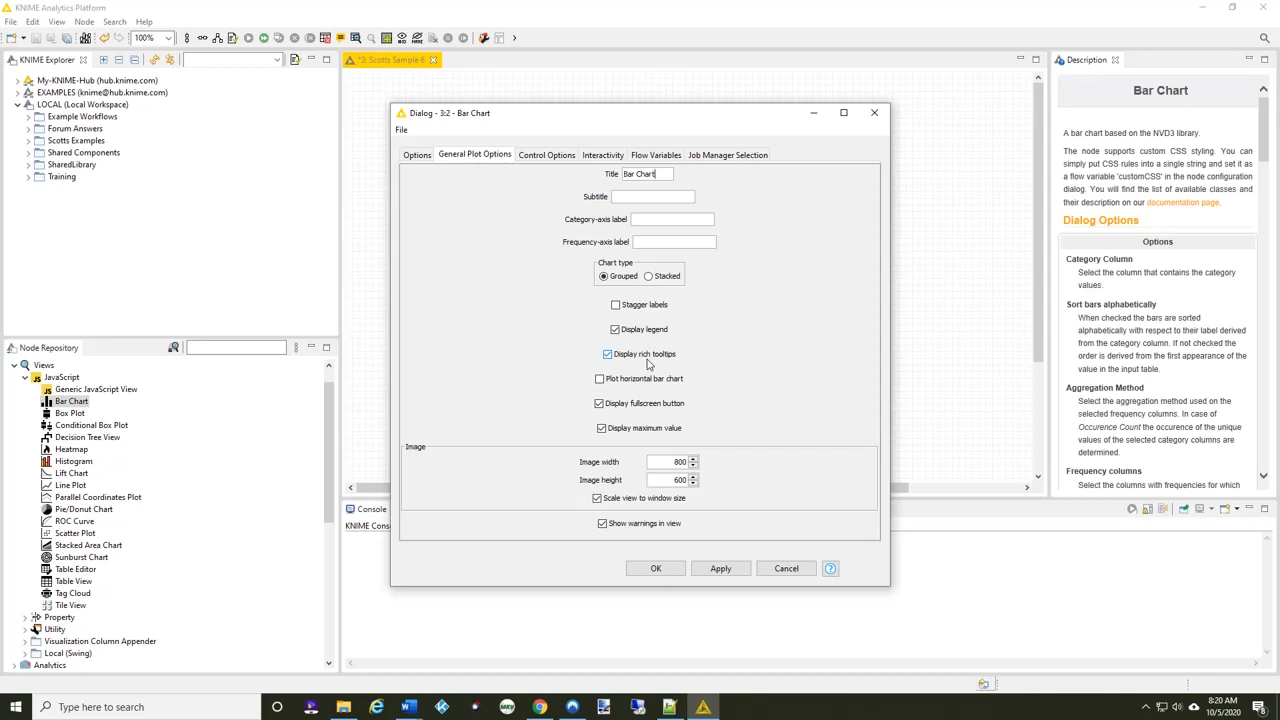 KNIME Analytics Platform
File Edit View Node Search Help
100%
KNIME Explorer
My-KNIME-Hub (hub.knime.com)
EXAMPLES (knime@hub.knime.com)
LOCAL (Local Workspace)
Example Workflows
Forum Answers
Scotts Examples
Shared Components
SharedLibrary
Training
Node Repository
Views
JavaScript
Generic JavaScript View
Bar Chart
Box Plot
Conditional Box Plot
Decision Tree View
Heatmap
Histogram
Lift Chart
Line Plot
Parallel Coordinates Plot
Pie/Donut Chart
ROC Curve
Scatter Plot
Stacked Area Chart
Sunburst Chart
Table Editor
Table View
Tag Cloud
Tile View
Property
Utility
Visualization Column Appender
Local (Swing)
Analytics
*3: Scotts Sample 6
Dialog - 3:2 - Bar Chart
File
Options General Plot Options Control Options Interactivity Flow Variables Job Manager Selection
Title Bar Chart
Subtitle
Category-axis label
Frequency-axis label
Chart type
Grouped Stacked
Stagger labels
Display legend
Display rich tooltips
Plot horizontal bar chart
Display fullscreen button
Display maximum value
Image
Image width 800
Image height 600
Scale view to window size
Show warnings in view
OK Apply Cancel ?
Console
KNIME Cons
Description
Bar Chart
A bar chart based on the NVD3 library.
The node supports custom CSS styling. You can
simply put CSS rules into a single string and set it
as a flow variable 'customCSS' in the node configuration
dialog. You will find the list of available classes and
their description on our documentation page.
Dialog Options
Options
Category Column
Select the column that contains the category
values.
Sort bars alphabetically
When checked the bars are sorted
alphabetically with respect to their label derived
from the category column. If not checked the
order is derived from the first appearance of the
value in the input table.
Aggregation Method
Select the aggregation method used on the
selected frequency columns. In case of
Occurence Count the occurence of the unique
values of the selected category columns are
determined.
Frequency columns
Select the columns with frequencies for which
Type here to search
8:20 AM
10/5/2020